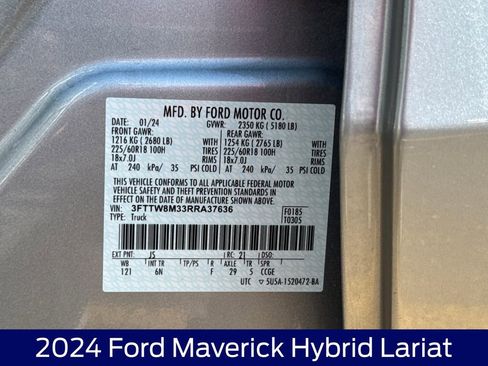 MFD. BY FORD MOTOR CO.
DATE: 01/24 GVWR: 2350 KG ( 5180 LB)
FRONT GAWR: REAR GAWR:
1216 KG ( 2680 LB) WITH 1254 KG ( 2765 LB) WITH
225/60R18 100H TIRES 225/60R18 100H TIRES
18x7.0J RIMS 18x7.0J RIMS
AT 240 kPa/ 35 PSI COLD AT 240 kPa/ 35 PSI COLD
THIS VEHICLE CONFORMS TO ALL APPLICABLE FEDERAL MOTOR
VEHICLE SAFETY AND THEFT PREVENTION STANDARDS IN EFFECT ON THE
DATE OF MANUFACTURE SHOWN ABOVE.
VIN: 3FTTW8M33RRA37636 F0185
TYPE: Truck T0305
EXT PNT: JS RC: 21 DSO:
WB INT TR TP/PS R AXLE TR SPR
121 6N F 29 5 CCGE
UTC ▽ 5U5A-1520472-BA
2024 Ford Maverick Hybrid Lariat